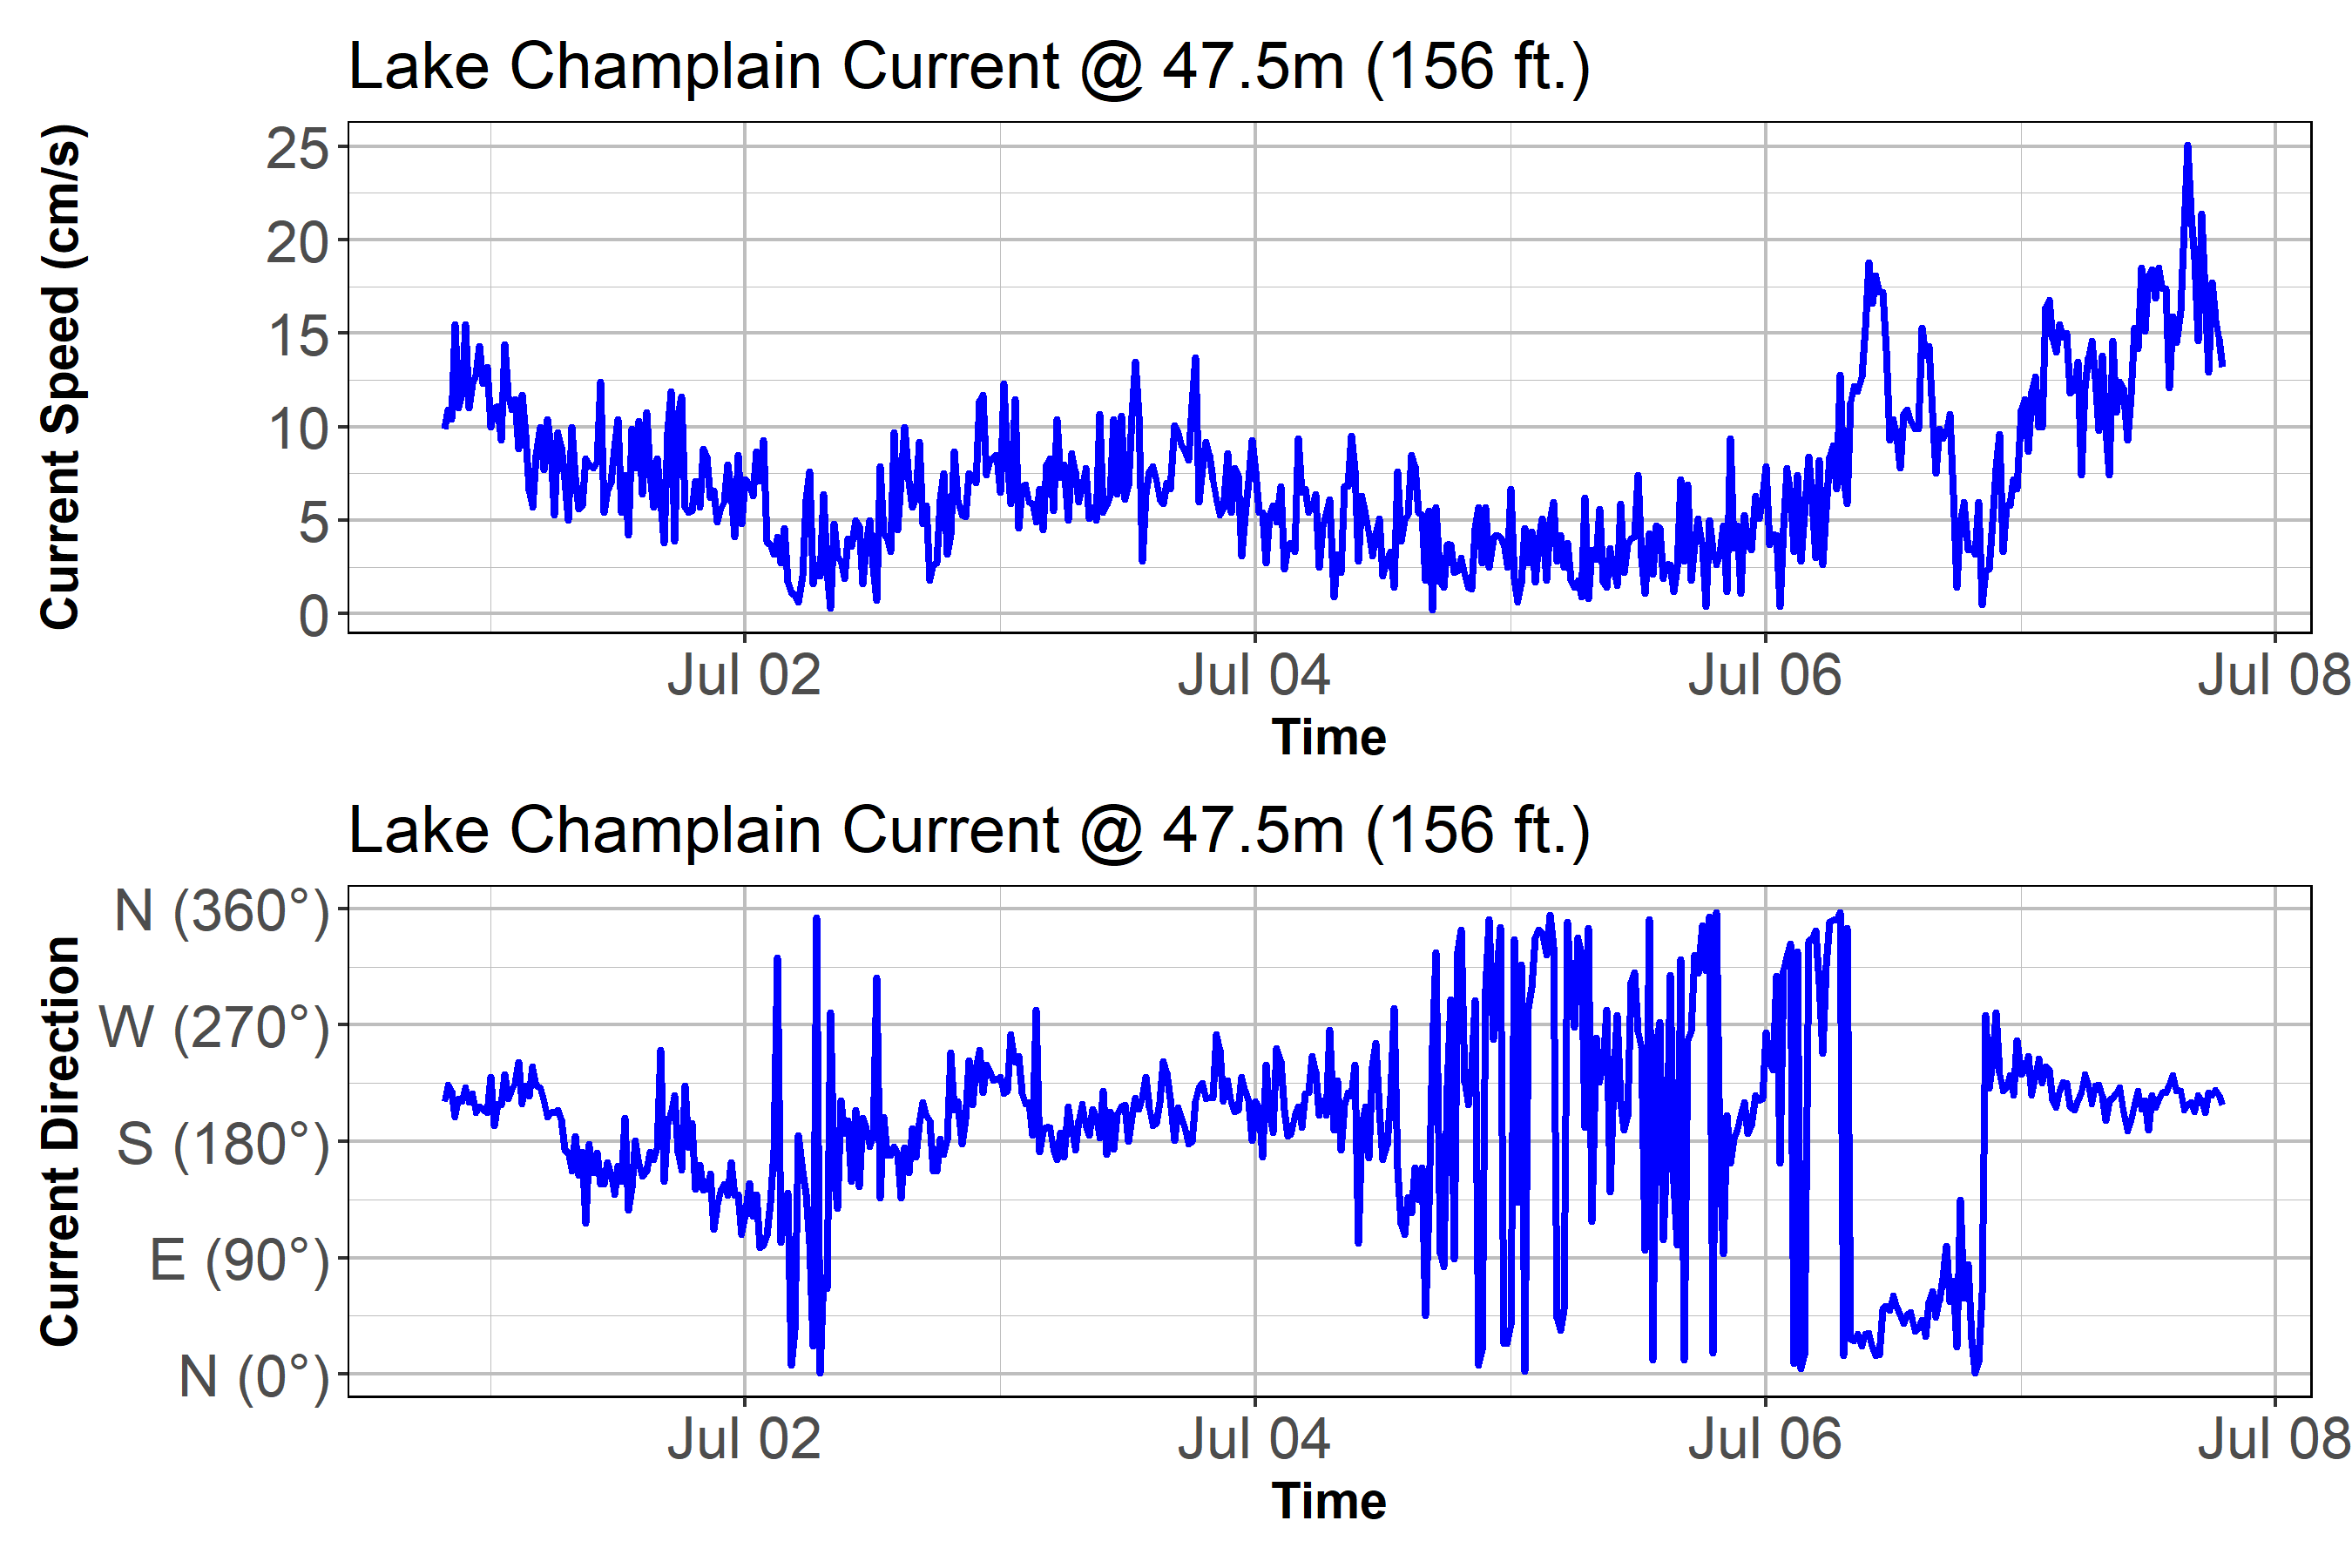 Lake Champlain Current @ 47.5m (156 ft.)
Current Speed (cm/s)
25
20
15
10
5
0
Jul 02 Jul 04 Jul 06 Jul 08
Time
Lake Champlain Current @ 47.5m (156 ft.)
Current Direction
N (360°)
W (270°)
S (180°)
E (90°)
N (0°)
Jul 02 Jul 04 Jul 06 Jul 08
Time